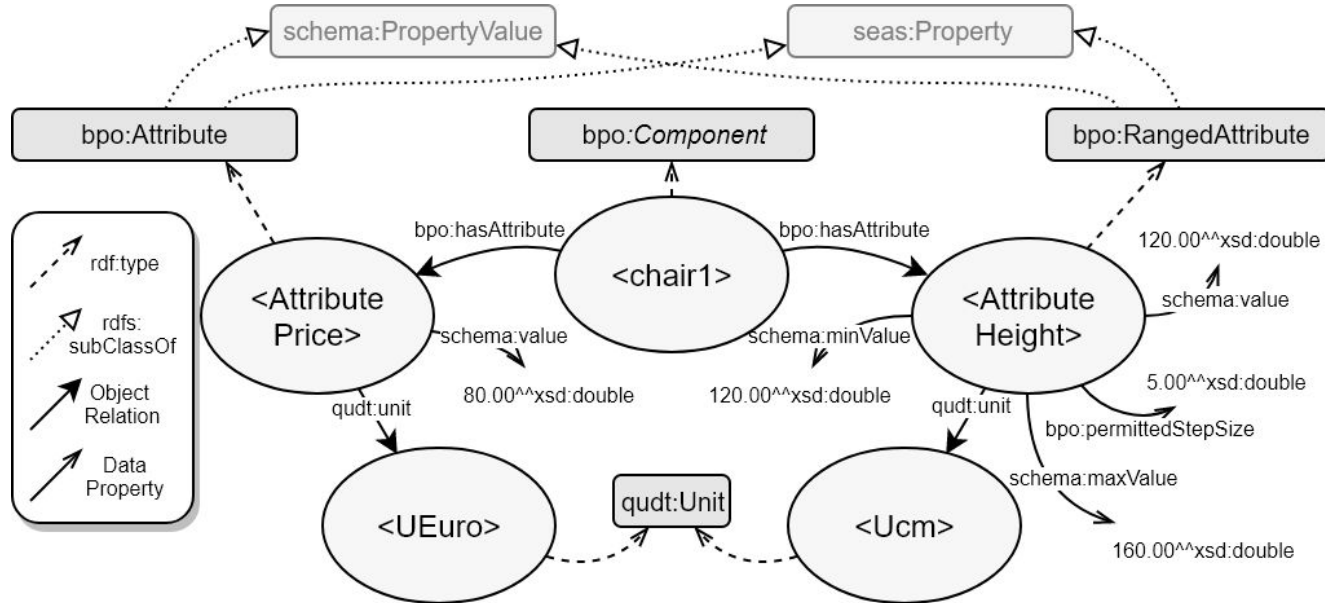 schema:PropertyValue
seas:Property
bpo:Attribute
bpo:Component
bpo:RangedAttribute
rdf:type
rdfs:
subClassOf
Object
Relation
Data
Property
bpo:hasAttribute
bpo:hasAttribute
<Attribute
Price>
<chair1>
<Attribute
Height>
120.00^^xsd:double
schema:value
schema:value
schema:minValue
80.00^^xsd:double
120.00^^xsd:double
5.00^^xsd:double
qudt:unit
qudt:unit
bpo:permittedStepSize
schema:maxValue
<UEuro>
qudt:Unit
<Ucm>
160.00^^xsd:double